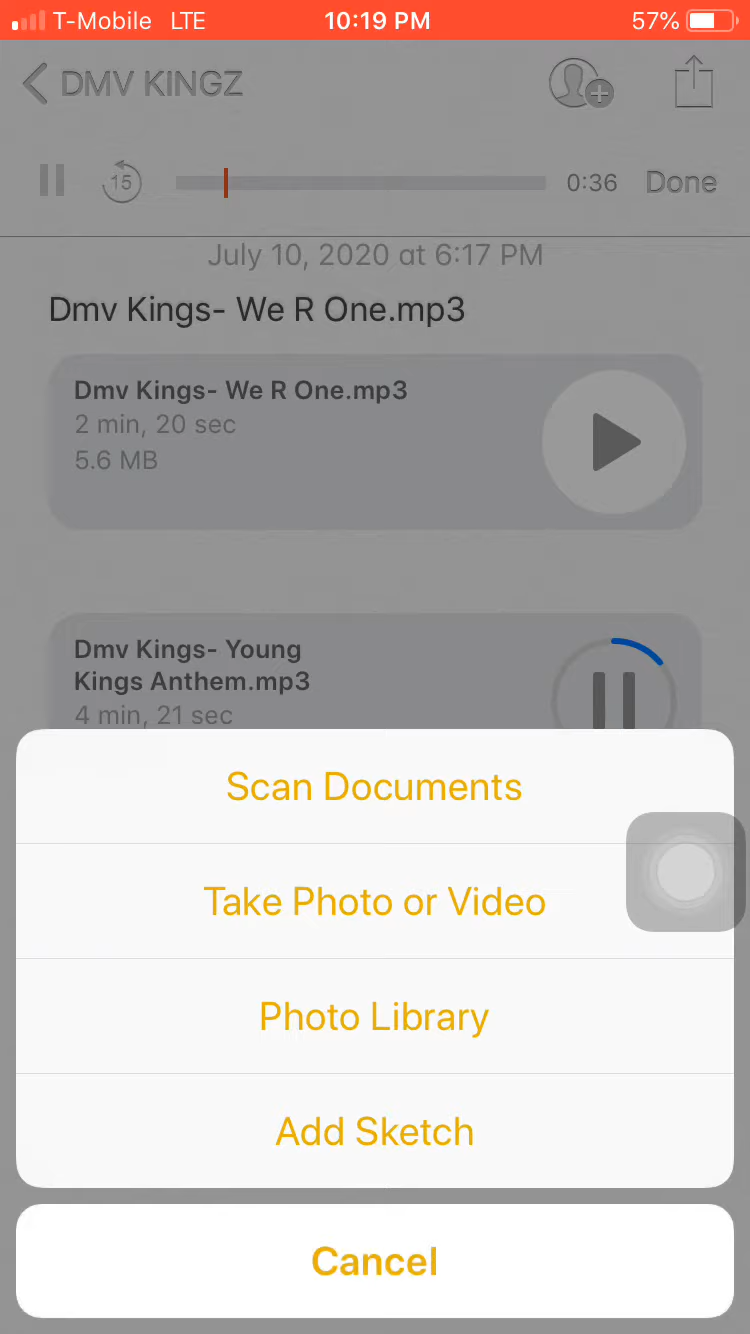 T-Mobile LTE 10:19 PM 57%
DMV KINGZ
15 0:36 Done
July 10, 2020 at 6:17 PM
Dmv Kings- We R One.mp3
Dmv Kings- We R One.mp3
2 min, 20 sec
5.6 MB
Dmv Kings- Young
Kings Anthem.mp3
4 min, 21 sec
Scan Documents
Take Photo or Video
Photo Library
Add Sketch
Cancel